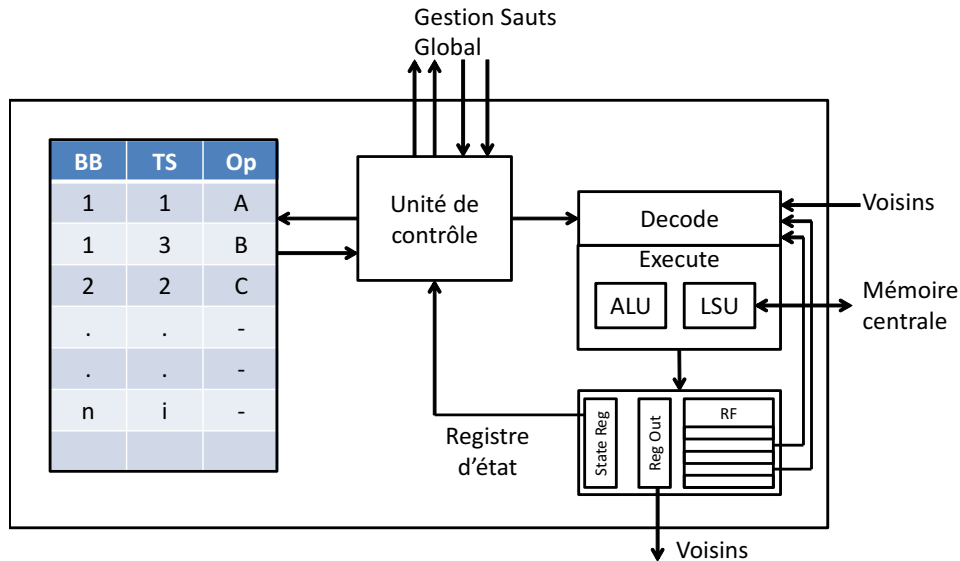 Gestion Sauts
Global
BB TS Op
1 1 A
1 3 B
2 2 C
. . -
. . -
n i -
Unité de
contrôle
Decode
Execute
ALU LSU
Voisins
Mémoire
centrale
State Reg
Reg Out
RF
Registre
d'état
Voisins